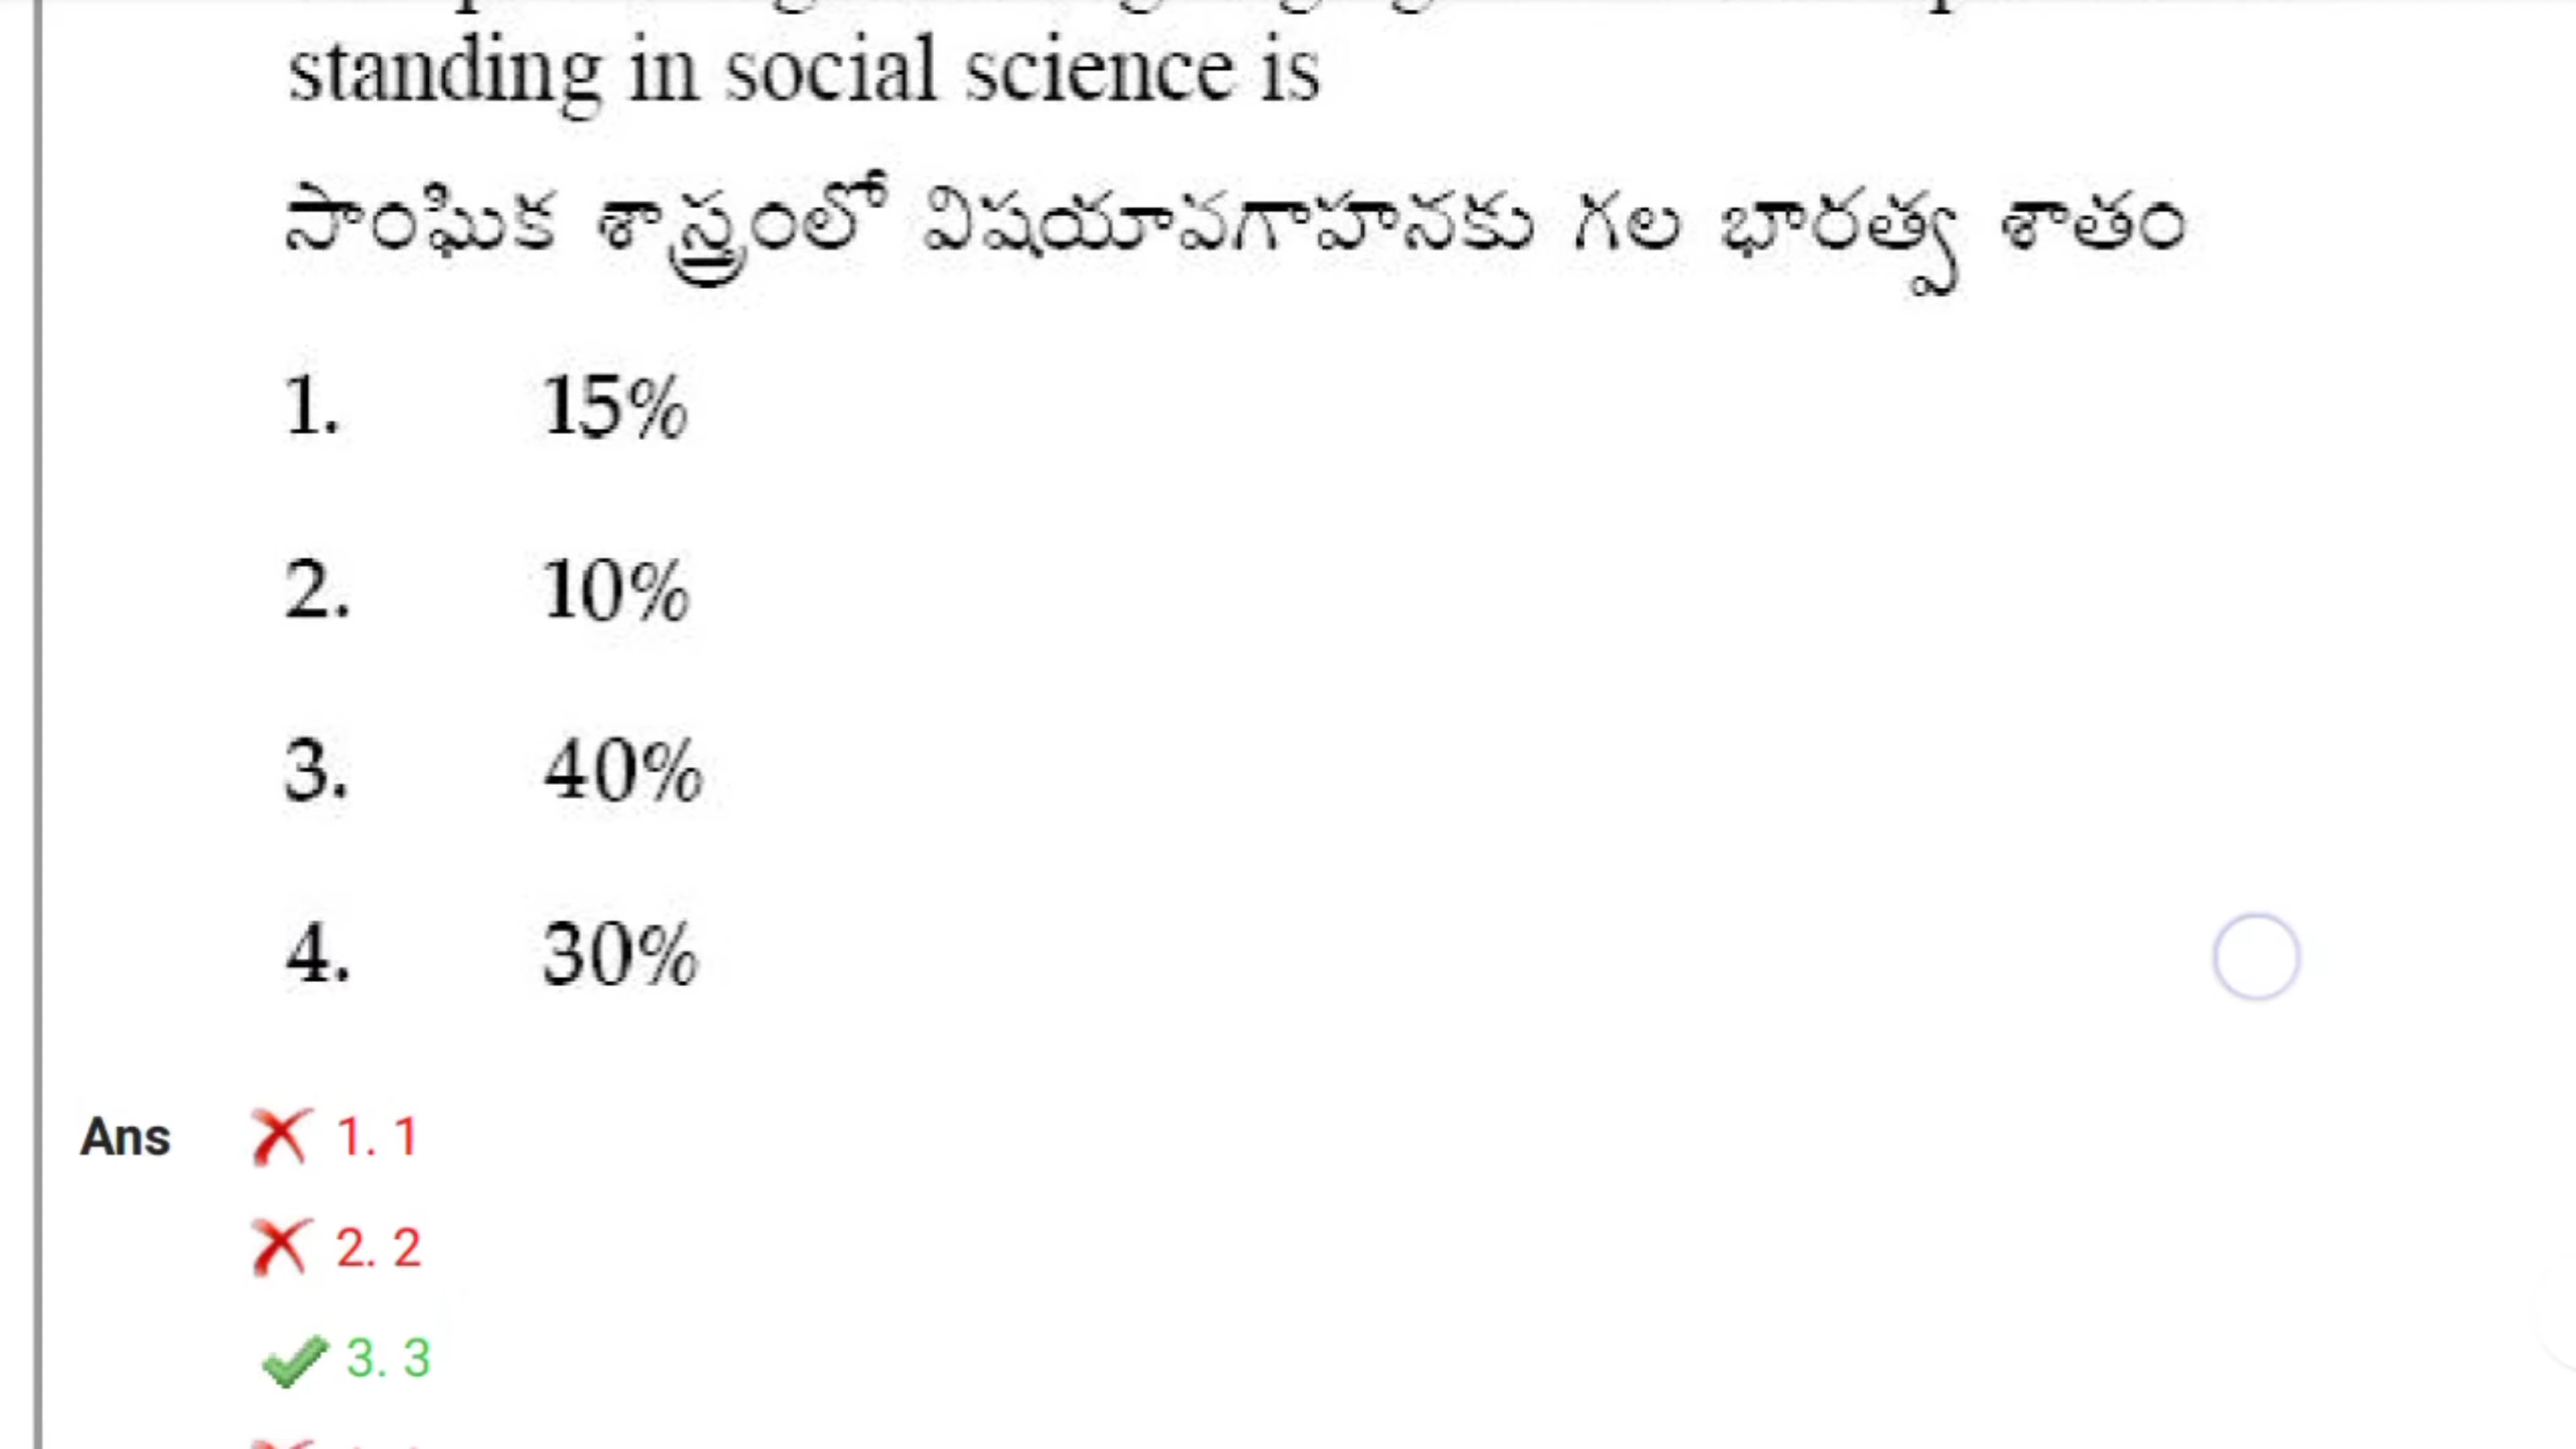 standing in social science is
సాంఘిక శాస్త్రంలో విషయావగాహనకు గల భారత్వ శాతం
1. 15%
2. 10%
3. 40%
4. 30%
Ans 1. 1
2. 2
3. 3